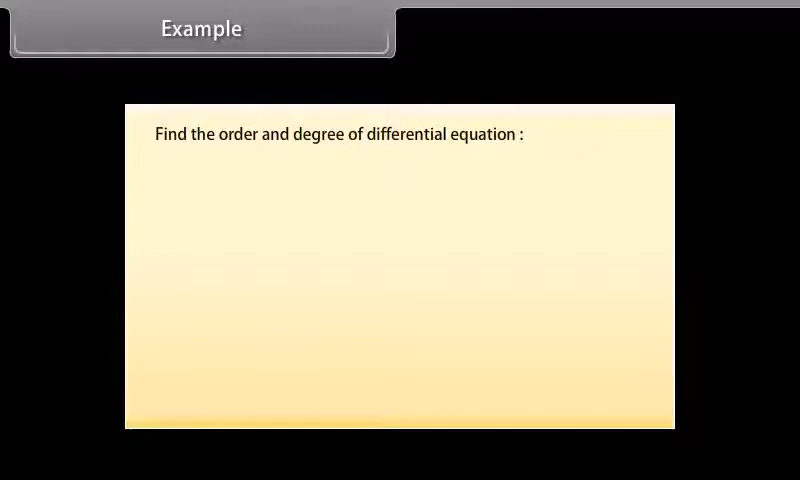 Example
Find the order and degree of differential equation :